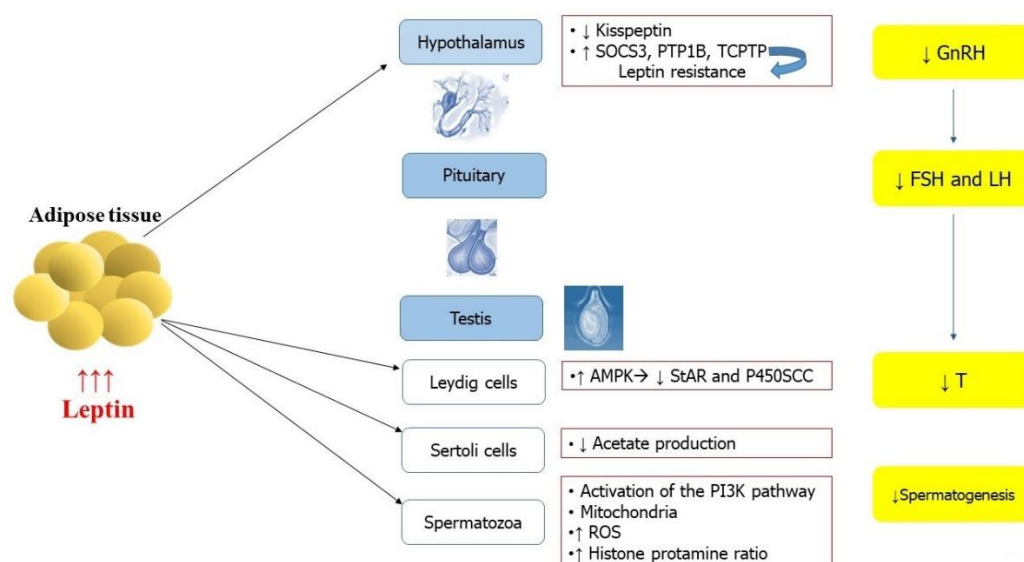 Hypothalamus
• ↓ Kisspeptin
• ↑ SOCS3, PTP1B, TCPTP
Leptin resistance
↓ GnRH
Pituitary
↓ FSH and LH
Adipose tissue
↑↑↑
Leptin
Testis
Leydig cells
•↑ AMPK→ ↓ StAR and P450SCC
↓ T
Sertoli cells
• ↓ Acetate production
Spermatozoa
• Activation of the PI3K pathway
• Mitochondria
•↑ ROS
•↑ Histone protamine ratio
↓Spermatogenesis